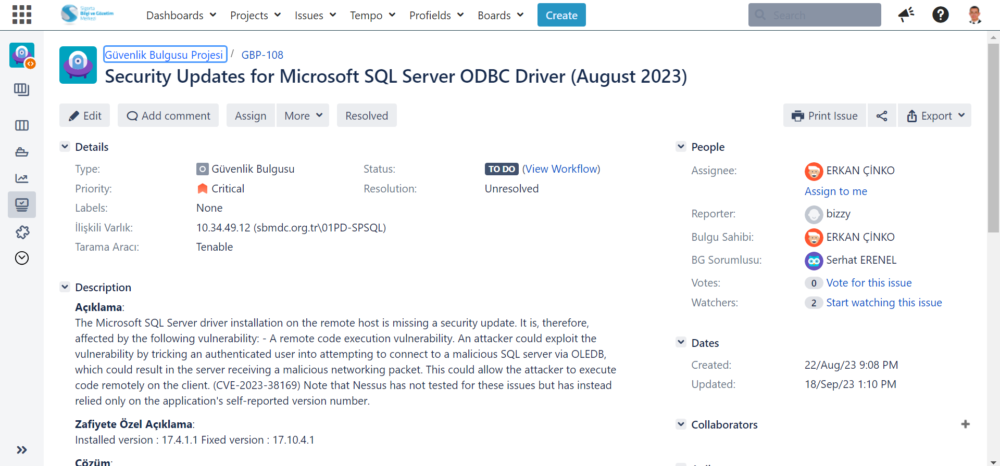 Sigorta
Bilgi ve Gözetim
Merkezi
Dashboards
Projects
Issues
Tempo
Profields
Boards
Create
Search
Güvenlik Bulgusu Projesi / GBP-108
Security Updates for Microsoft SQL Server ODBC Driver (August 2023)
Edit
Add comment
Assign
More
Resolved
Print Issue
Export
Details
Type: Güvenlik Bulgusu
Status: TO DO (View Workflow)
Priority: Critical
Resolution: Unresolved
Labels: None
İlişkili Varlık: 10.34.49.12 (sbmdc.org.tr\01PD-SPSQL)
Tarama Aracı: Tenable
Description
Açıklama:
The Microsoft SQL Server driver installation on the remote host is missing a security update. It is, therefore,
affected by the following vulnerability: - A remote code execution vulnerability. An attacker could exploit the
vulnerability by tricking an authenticated user into attempting to connect to a malicious SQL server via OLEDB,
which could result in the server receiving a malicious networking packet. This could allow the attacker to execute
code remotely on the client. (CVE-2023-38169) Note that Nessus has not tested for these issues but has instead
relied only on the application's self-reported version number.
Zafiyete Özel Açıklama:
Installed version : 17.4.1.1 Fixed version : 17.10.4.1
Çözüm:
People
Assignee: ERKAN ÇİNKO
Assign to me
Reporter: bizzy
Bulgu Sahibi: ERKAN ÇİNKO
BG Sorumlusu: Serhat ERENEL
Votes: 0 Vote for this issue
Watchers: 2 Start watching this issue
Dates
Created: 22/Aug/23 9:08 PM
Updated: 18/Sep/23 1:10 PM
Collaborators